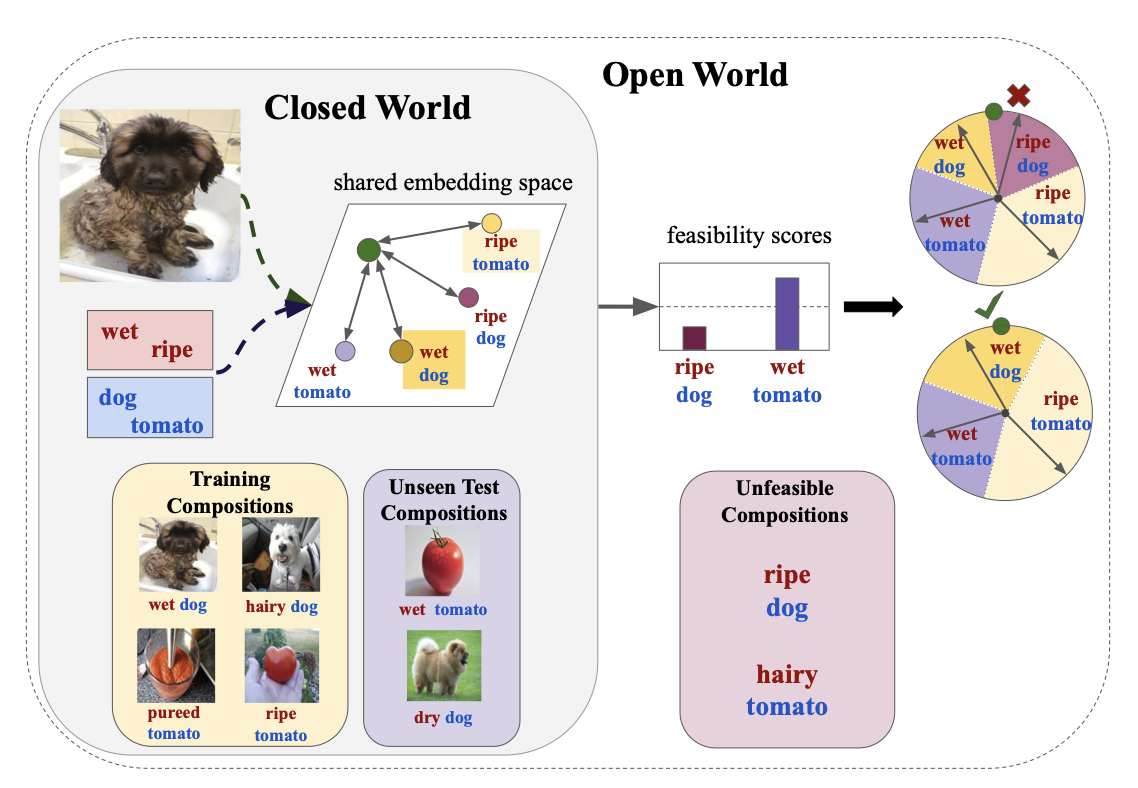 Open World
Closed World
shared embedding space
ripe
tomato
ripe
dog
wet
dog
wet
tomato
wet
ripe
dog
tomato
feasibility scores
ripe
dog
wet
tomato
wet
dog
ripe
dog
ripe
tomato
wet
tomato
wet
dog
ripe
tomato
wet
tomato
Training
Compositions
wet dog
hairy dog
pureed
tomato
ripe
tomato
Unseen Test
Compositions
wet tomato
dry dog
Unfeasible
Compositions
ripe
dog
hairy
tomato